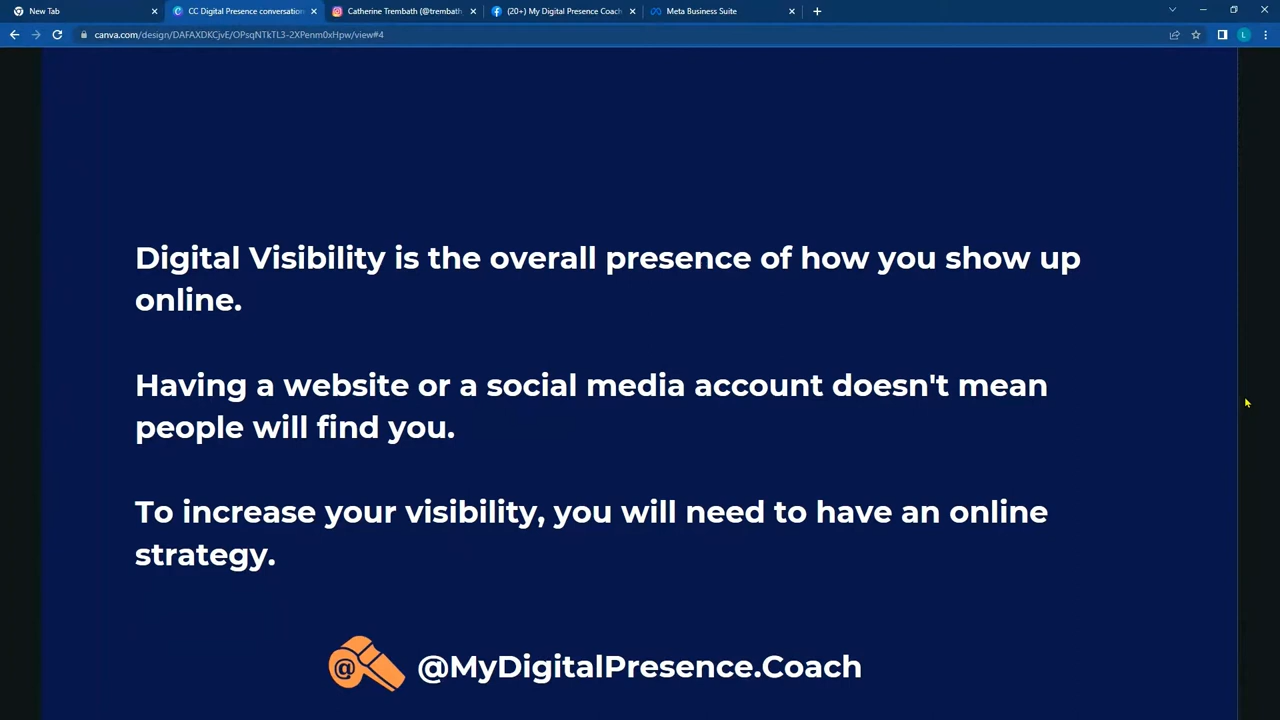 New Tab
CC Digital Presence conversation
Catherine Trembath (@trembath
(20+) My Digital Presence Coach
Meta Business Suite
canva.com/design/DAFAXDKCjvE/OPsqNTkTL3-2XPenm0xHpw/view#4
L
Digital Visibility is the overall presence of how you show up
online.
Having a website or a social media account doesn't mean
people will find you.
To increase your visibility, you will need to have an online
strategy.
@ @MyDigitalPresence.Coach